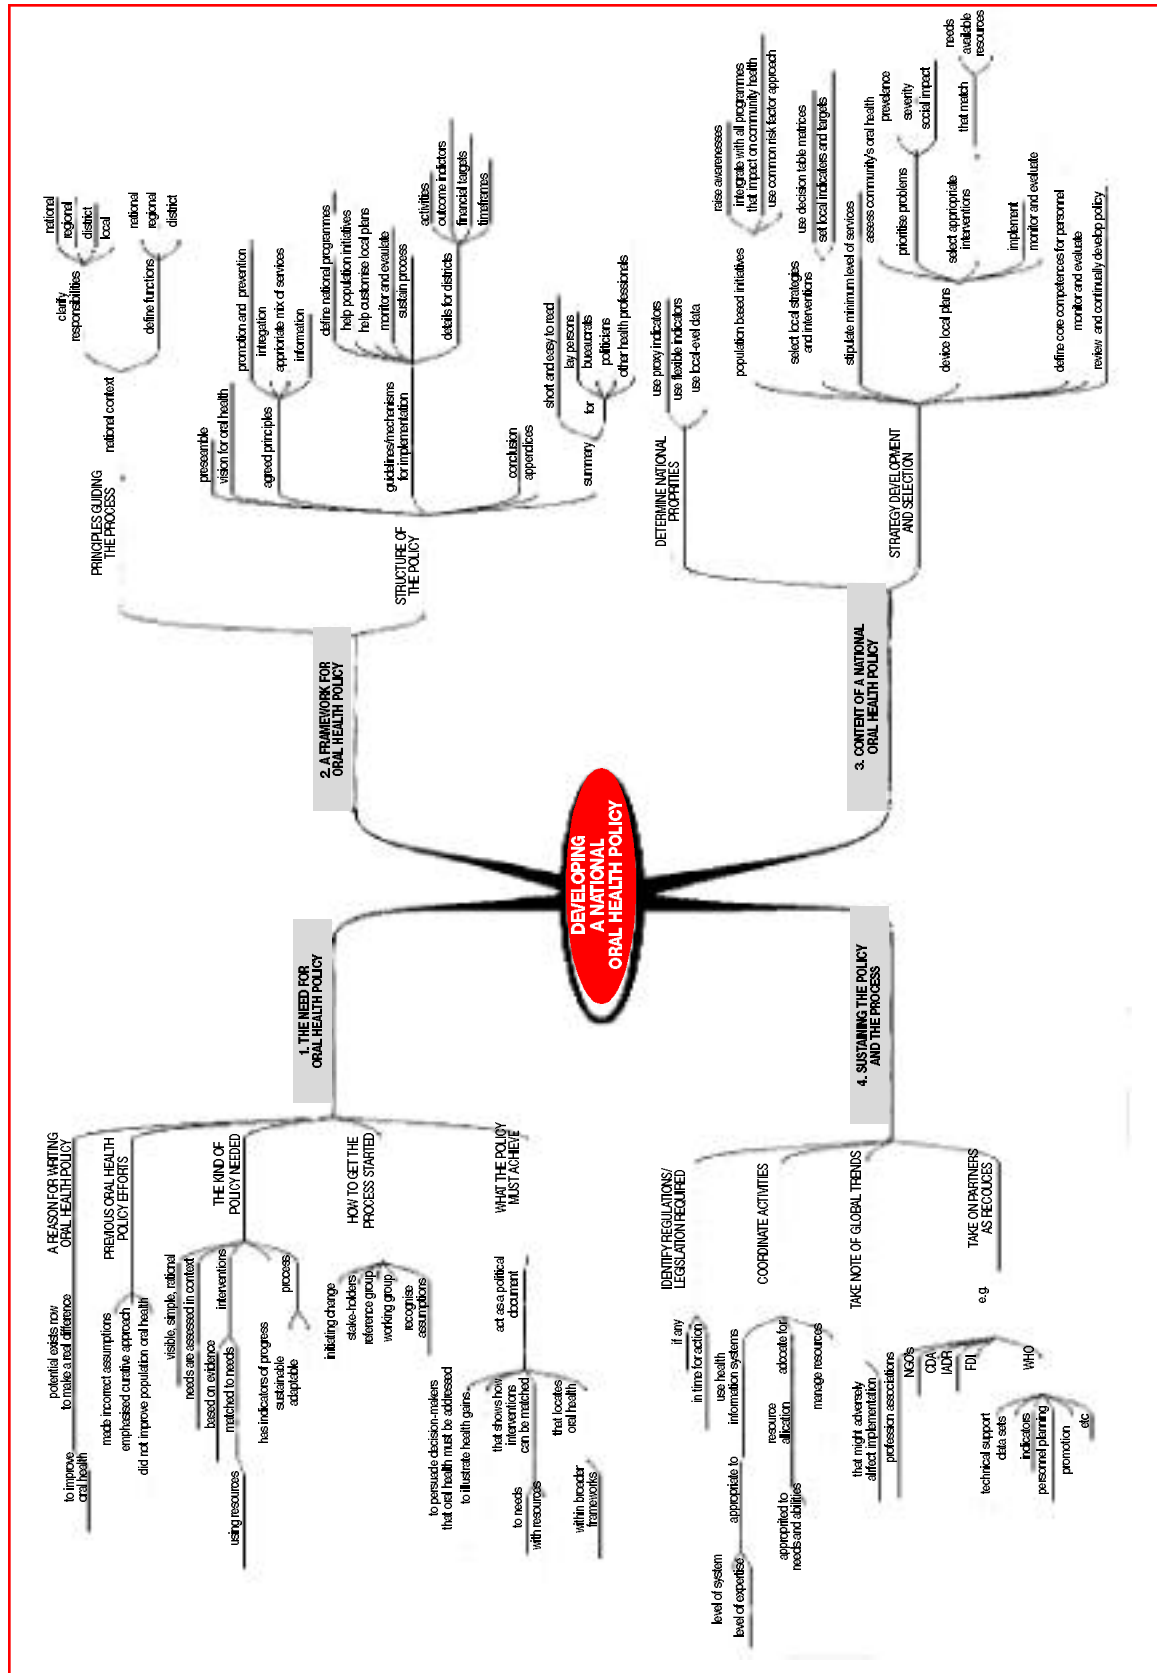 DEVELOPING
A NATIONAL
ORAL HEALTH POLICY
1. THE NEED FOR
ORAL HEALTH POLICY
A REASON FOR WRITING
ORAL HEALTH POLICY
potential exists now
to make a real difference
to improve
oral health
PREVIOUS ORAL HEALTH
POLICY EFFORTS
made incorrect assumptions
emphasised curative approach
did not improve population oral health
THE KIND OF
POLICY NEEDED
visible, simple, rational
needs are assessed in context
interventions
based on evidence
matched to needs
using resources
process
has indicators of progress
sustainable
adaptable
HOW TO GET THE
PROCESS STARTED
initiating change
stake-holders
reference group
working group
recognise
assumptions
WHAT THE POLICY
MUST ACHIEVE
act as a political
document
to persuade decision-makers
that oral health must be addressed
to illustrate health gains
that shows how
interventions
can be matched
to needs
with resources
that locates
oral health
within broader
frameworks
2. A FRAMEWORK FOR
ORAL HEALTH POLICY
PRINCIPLES GUIDING
THE PROCESS
national context
clarify
responsibilities
national
regional
district
local
define functions
national
regional
district
STRUCTURE OF
THE POLICY
preseamble
vision for oral health
agreed principles
promotion and prevention
intregation
apprioriate mix of services
information
guidelines/mechanisms
for implementation
define national programmes
help population initiatives
help customise local plans
monitor and evaulate
sustain process
details for districts
activities
outcome indictors
financial targets
timeframes
conclusion
appendices
summary
short and easy to read
for
lay persons
bueaucrats
politicians
other health professionals
3. CONTENT OF A NATIONAL
ORAL HEALTH POLICY
DETERMINE NATIONAL
PROPRITIES
use proxy indicators
use flexible indicators
use local-evel data
STRATEGY DEVELOPMENT
AND SELECTION
population based initiatives
raise awarenesses
intergrate with all programmes
that impact on community health
use common risk factor approach
select local strategies
and interventions
use decision table matrices
set local indicaters and targets
stipulate minimum level of services
device local plans
assess community's oral health
prioritise problems
prevelance
severity
social impact
select appropriate
interventions
that match
needs
available
resources
implement
monitor and evaluate
define core competences for personnel
monitor and evaluate
review and continually develop policy
4. SUSTAINING THE POLICY
AND THE PROCESS
IDENTIFY REGULATIONS/
LEGISLATION REQUIRED
if any
in time for action
COORDINATE ACTIVITIES
use health
information systems
appropriate to
level of system
level of expertise
resource
allication
adocate for
approprited to
needs and abilities
manage resources
TAKE NOTE OF GLOBAL TRENDS
that might adversely
affect implementation
TAKE ON PARTNERS
AS RECOUCES
e.g.
profession associations
NGO's
CDA
IADR
FDI
WHO
technical support
data sets
indicators
personnel planning
promotion
etc